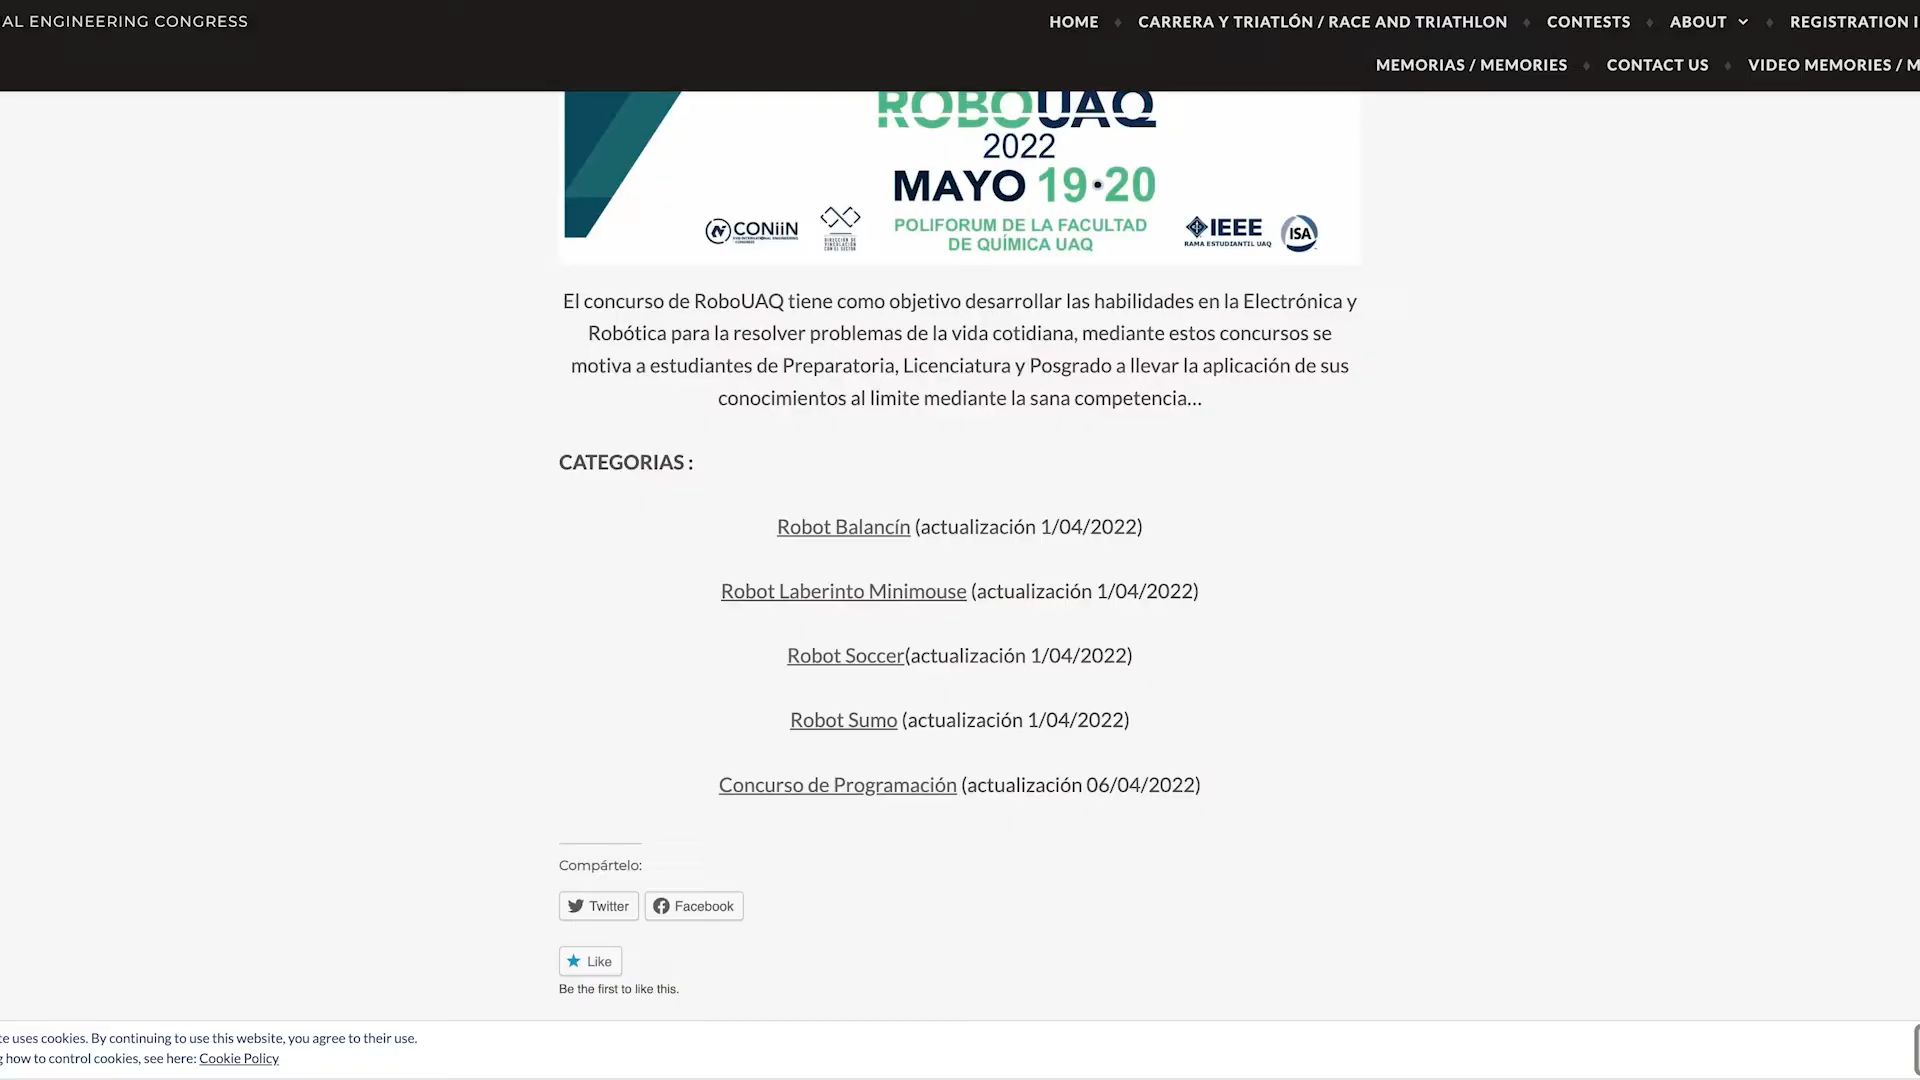 AL ENGINEERING CONGRESS
HOME
CARRERA Y TRIATLÓN / RACE AND TRIATHLON
CONTESTS
ABOUT
REGISTRATION I
MEMORIAS / MEMORIES
CONTACT US
VIDEO MEMORIES / M
ROBOUAQ
2022
MAYO 19·20
POLIFORUM DE LA FACULTAD
DE QUÍMICA UAQ
CONiiN
IEEE
RAMA ESTUDIANTIL UAQ
ISA
El concurso de RoboUAQ tiene como objetivo desarrollar las habilidades en la Electrónica y
Robótica para la resolver problemas de la vida cotidiana, mediante estos concursos se
motiva a estudiantes de Preparatoria, Licenciatura y Posgrado a llevar la aplicación de sus
conocimientos al limite mediante la sana competencia…
CATEGORIAS :
Robot Balancín (actualización 1/04/2022)
Robot Laberinto Minimouse (actualización 1/04/2022)
Robot Soccer(actualización 1/04/2022)
Robot Sumo (actualización 1/04/2022)
Concurso de Programación (actualización 06/04/2022)
Compártelo:
Twitter
Facebook
Like
Be the first to like this.
te uses cookies. By continuing to use this website, you agree to their use.
g how to control cookies, see here: Cookie Policy